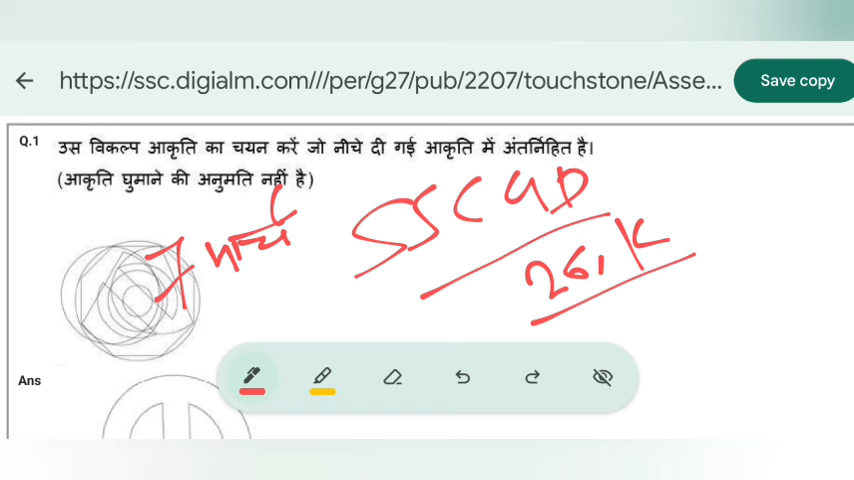 https://ssc.digialm.com///per/g27/pub/2207/touchstone/Asse...
Save copy
Q.1 उस विकल्प आकृति का चयन करें जो नीचे दी गई आकृति में अंतर्निहित है।
(आकृति घुमाने की अनुमति नहीं है)
7 मार्च
SSC GD
26, K
Ans